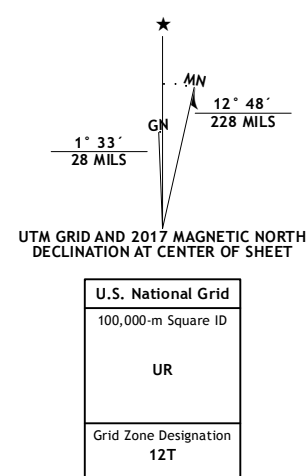 ★
MN
GN
12° 48´
228 MILS
1° 33´
28 MILS
UTM GRID AND 2017 MAGNETIC NORTH
DECLINATION AT CENTER OF SHEET
U.S. National Grid
100,000-m Square ID
UR
Grid Zone Designation
12T